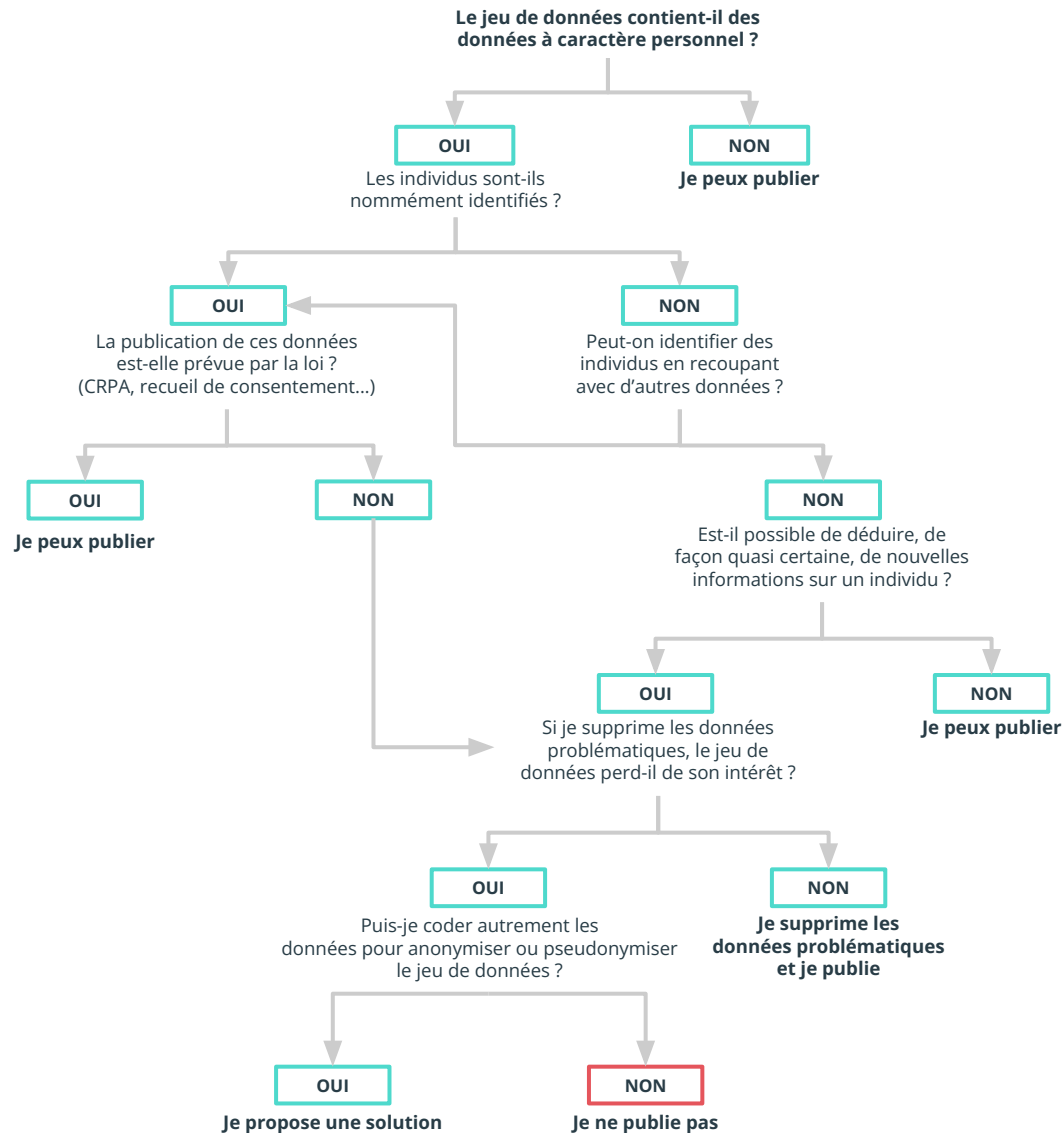 Le jeu de données contient-il des
données à caractère personnel ?
OUI
NON
Les individus sont-ils
nommément identifiés ?
Je peux publier
OUI
NON
La publication de ces données
est-elle prévue par la loi ?
(CRPA, recueil de consentement...)
Peut-on identifier des
individus en recoupant
avec d’autres données ?
OUI
NON
NON
Je peux publier
Est-il possible de déduire, de
façon quasi certaine, de nouvelles
informations sur un individu ?
OUI
NON
Si je supprime les données
problématiques, le jeu de
données perd-il de son intérêt ?
Je peux publier
OUI
NON
Puis-je coder autrement les
données pour anonymiser ou pseudonymiser
le jeu de données ?
Je supprime les
données problématiques
et je publie
OUI
NON
Je propose une solution
Je ne publie pas